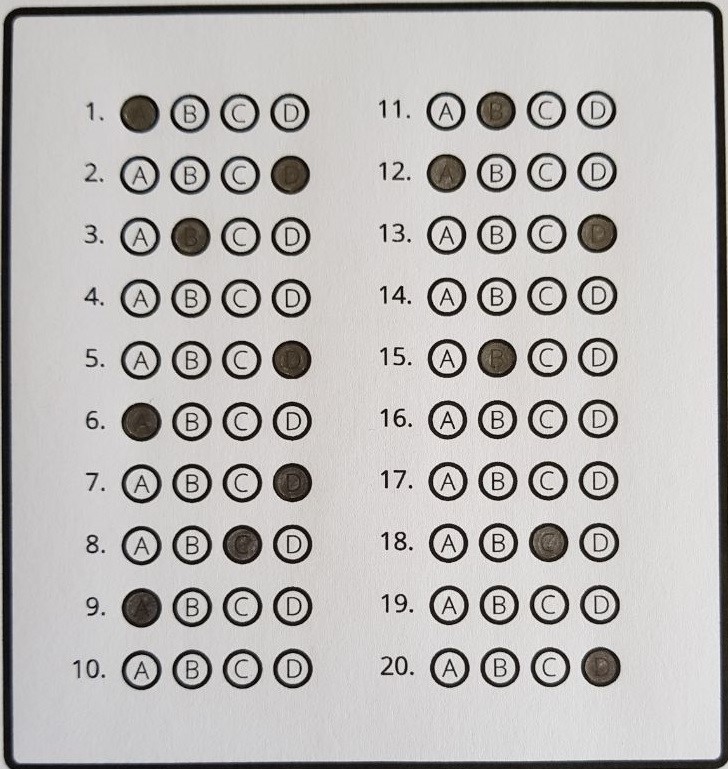 1. A B C D
2. A B C D
3. A B C D
4. A B C D
5. A B C D
6. A B C D
7. A B C D
8. A B C D
9. A B C D
10. A B C D
11. A B C D
12. A B C D
13. A B C D
14. A B C D
15. A B C D
16. A B C D
17. A B C D
18. A B C D
19. A B C D
20. A B C D